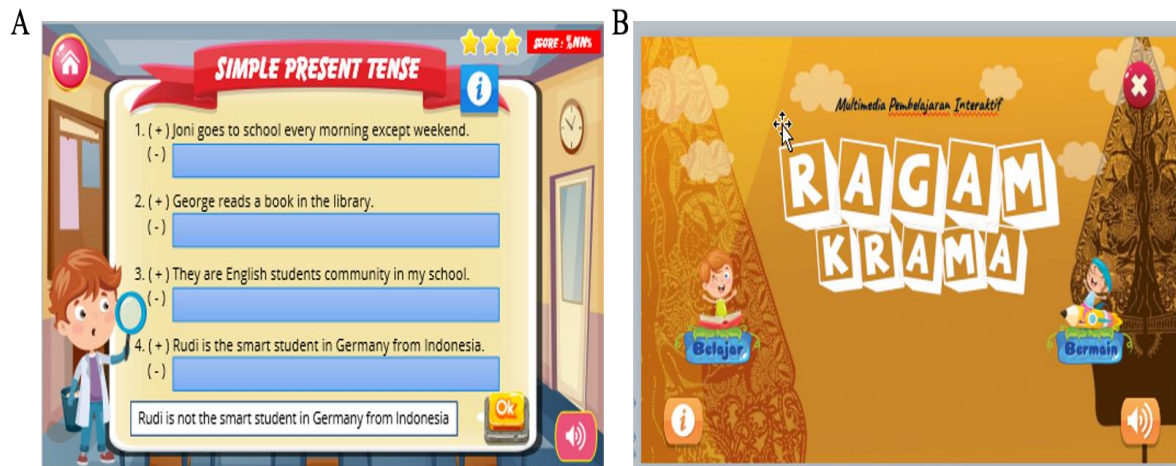 A
SIMPLE PRESENT TENSE
SCORE : %NN%
i
1. ( + ) Joni goes to school every morning except weekend.
( - )
2. ( + ) George reads a book in the library.
( - )
3. ( + ) They are English students community in my school.
( - )
4. ( + ) Rudi is the smart student in Germany from Indonesia.
( - )
Rudi is not the smart student in Germany from Indonesia
Ok
B
Multimedia Pembelajaran Interaktif
RAGAM
KRAMA
Belajar
Bermain
i